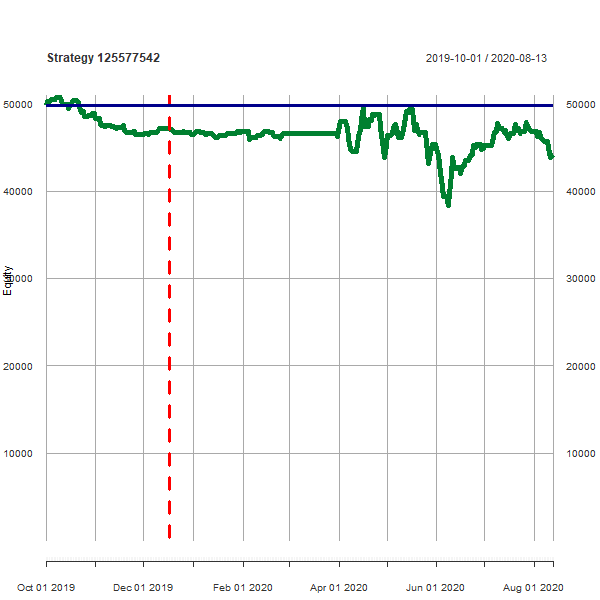 Strategy 125577542
2019-10-01 / 2020-08-13
50000
50000
40000
40000
30000
30000
Equity
20000
20000
10000
10000
Oct 01 2019
Dec 01 2019
Feb 01 2020
Apr 01 2020
Jun 01 2020
Aug 01 2020